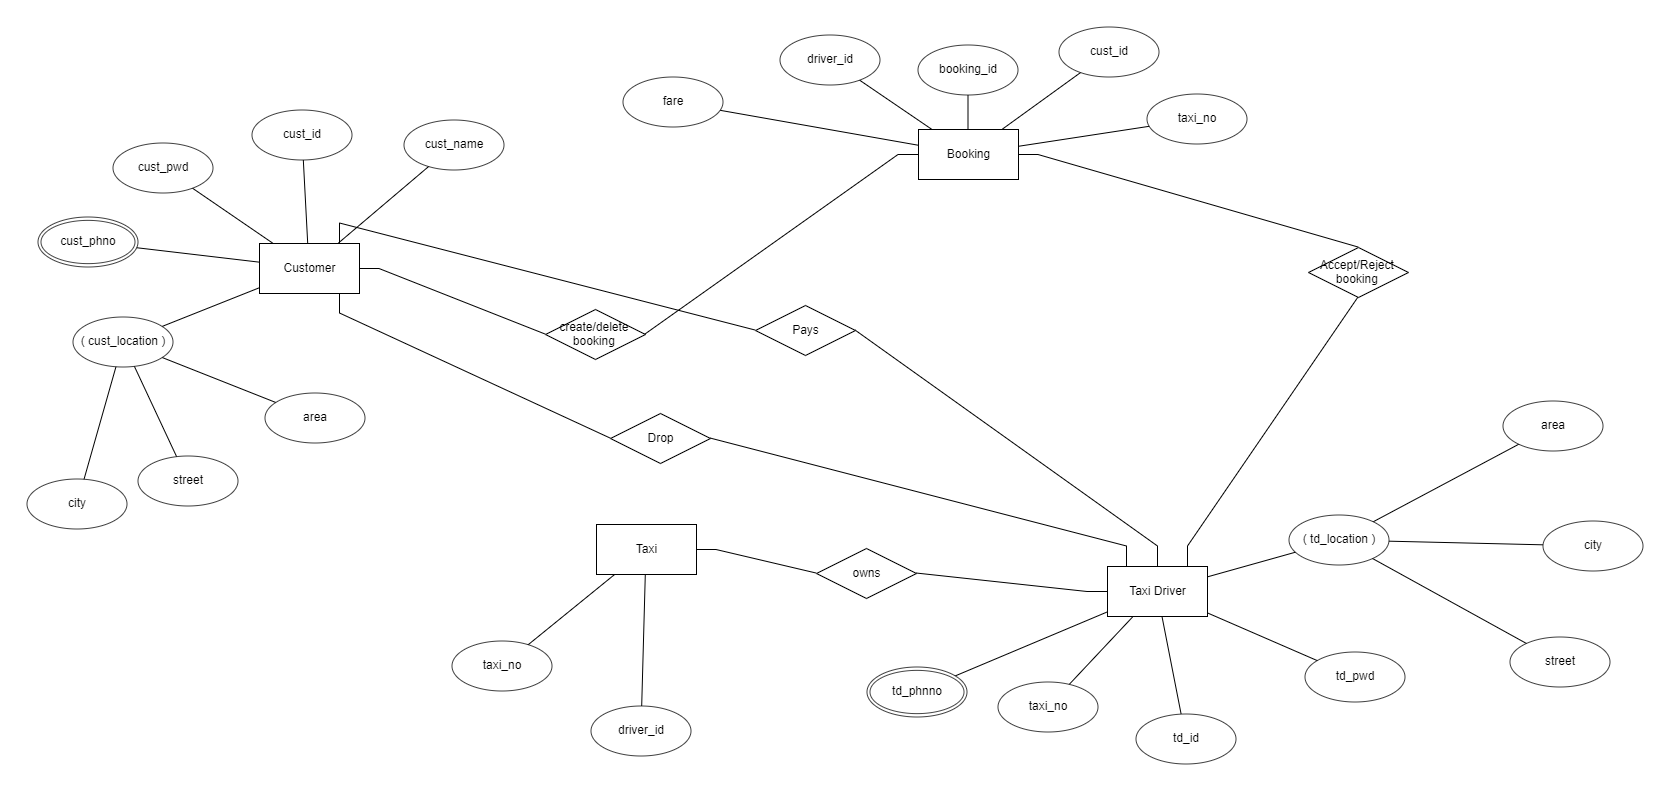 cust_id
driver_id
booking_id
fare
taxi_no
cust_id
cust_name
cust_pwd
Booking
cust_phno
Customer
Accept/Reject
booking
create/delete
booking
Pays
( cust_location )
area
Drop
area
street
city
( td_location )
city
Taxi
owns
Taxi Driver
taxi_no
street
td_phnno
td_pwd
taxi_no
driver_id
td_id